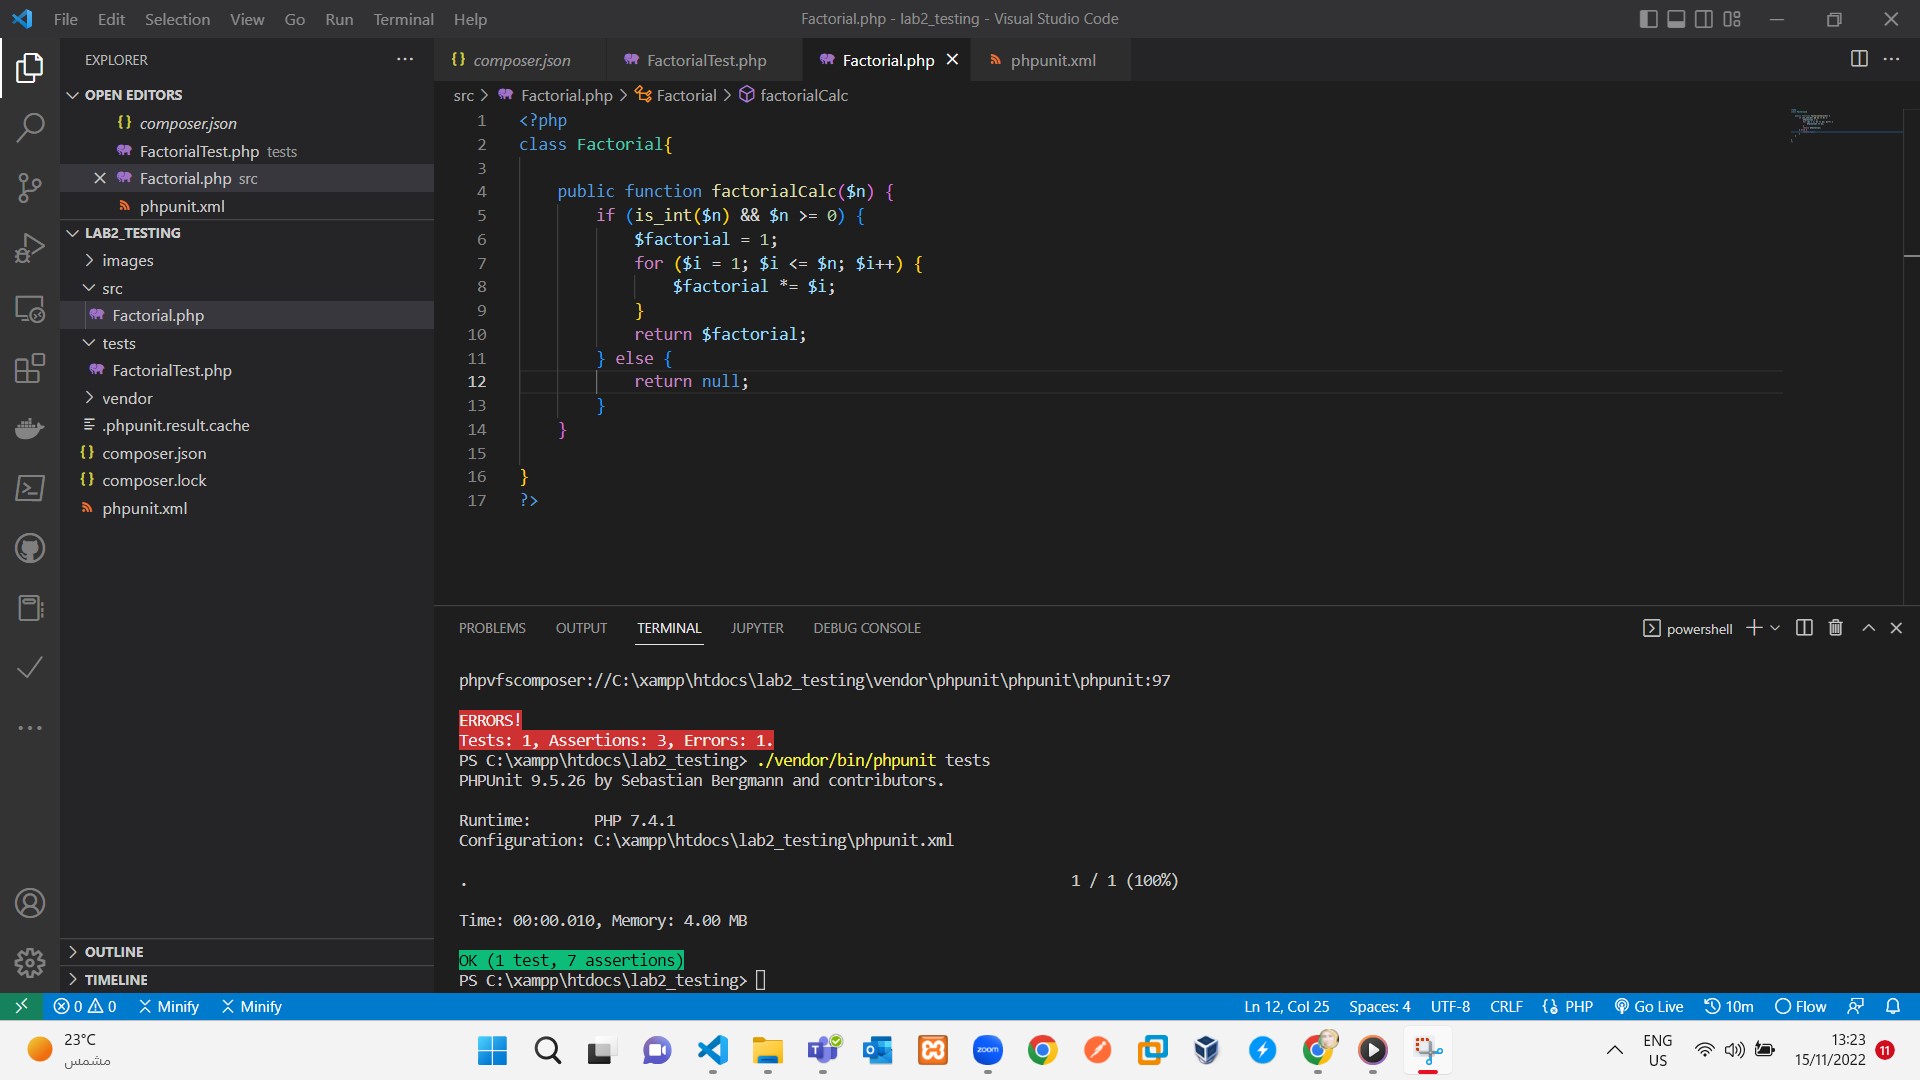 File Edit Selection View Go Run Terminal Help
Factorial.php - lab2_testing - Visual Studio Code
EXPLORER
OPEN EDITORS
composer.json
FactorialTest.php tests
Factorial.php src
phpunit.xml
LAB2_TESTING
images
src
Factorial.php
tests
FactorialTest.php
vendor
.phpunit.result.cache
composer.json
composer.lock
phpunit.xml
OUTLINE
TIMELINE
composer.json FactorialTest.php Factorial.php phpunit.xml
src > Factorial.php > Factorial > factorialCalc
1 <?php
2 class Factorial{
3
4 public function factorialCalc($n) {
5 if (is_int($n) && $n >= 0) {
6 $factorial = 1;
7 for ($i = 1; $i <= $n; $i++) {
8 $factorial *= $i;
9 }
10 return $factorial;
11 } else {
12 return null;
13 }
14 }
15
16 }
17 ?>
PROBLEMS OUTPUT TERMINAL JUPYTER DEBUG CONSOLE
powershell
phpvfscomposer://C:\xampp\htdocs\lab2_testing\vendor\phpunit\phpunit\phpunit:97
ERRORS!
Tests: 1, Assertions: 3, Errors: 1.
PS C:\xampp\htdocs\lab2_testing> ./vendor/bin/phpunit tests
PHPUnit 9.5.26 by Sebastian Bergmann and contributors.
Runtime: PHP 7.4.1
Configuration: C:\xampp\htdocs\lab2_testing\phpunit.xml
. 1 / 1 (100%)
Time: 00:00.010, Memory: 4.00 MB
OK (1 test, 7 assertions)
PS C:\xampp\htdocs\lab2_testing>
0 0 Minify Minify
Ln 12, Col 25 Spaces: 4 UTF-8 CRLF PHP Go Live 10m Flow
23°C
مشمس
zoom
ENG
US
13:23
15/11/2022
11